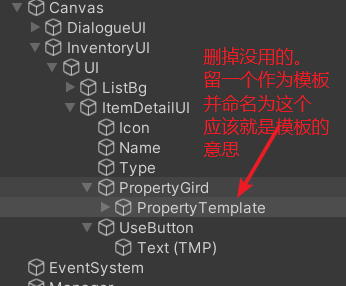 Canvas
DialogueUI
InventoryUI
UI
ListBg
ItemDetailUI
Icon
Name
Type
PropertyGird
PropertyTemplate
UseButton
Text (TMP)
EventSystem
删掉没用的。
留一个作为模板
并命名为这个
应该就是模板的
意思